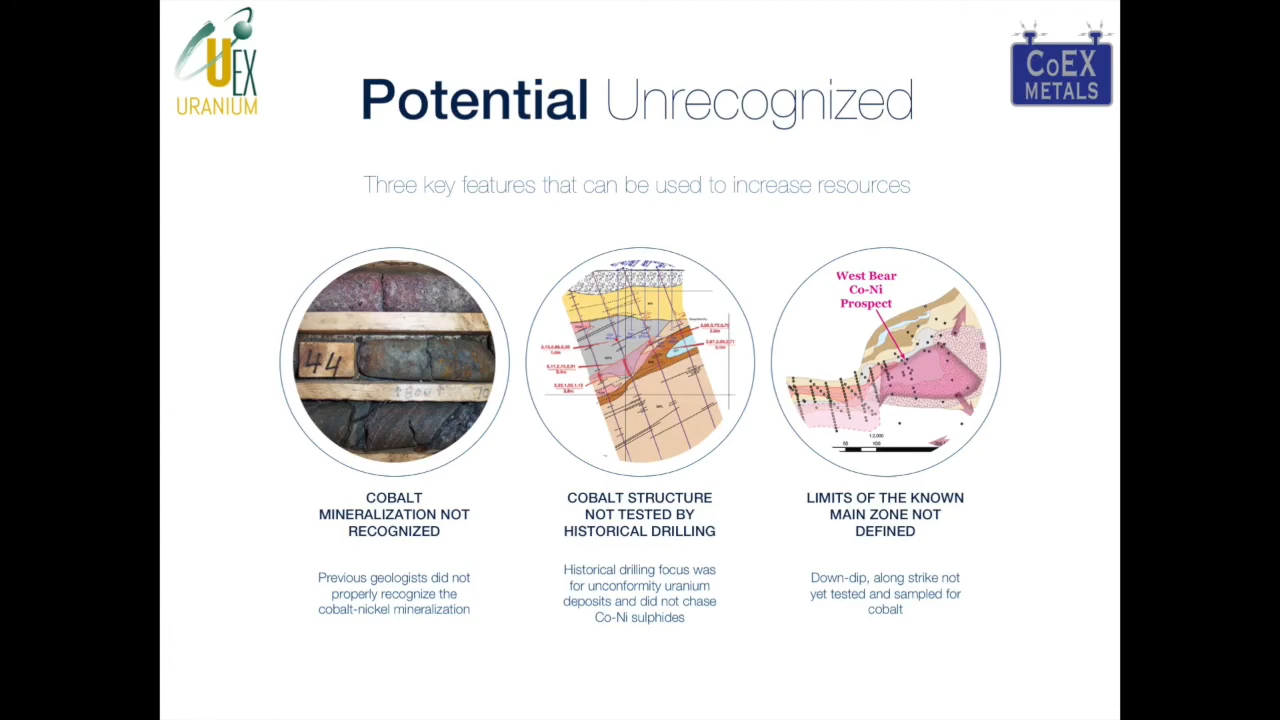 UEX
URANIUM
CoEX
METALS
Potential Unrecognized
Three key features that can be used to increase resources
44
West Bear
Co-Ni
Prospect
1:2,000
COBALT
MINERALIZATION NOT
RECOGNIZED
Previous geologists did not
properly recognize the
cobalt-nickel mineralization
COBALT STRUCTURE
NOT TESTED BY
HISTORICAL DRILLING
Historical drilling focus was
for unconformity uranium
deposits and did not chase
Co-Ni sulphides
LIMITS OF THE KNOWN
MAIN ZONE NOT
DEFINED
Down-dip, along strike not
yet tested and sampled for
cobalt